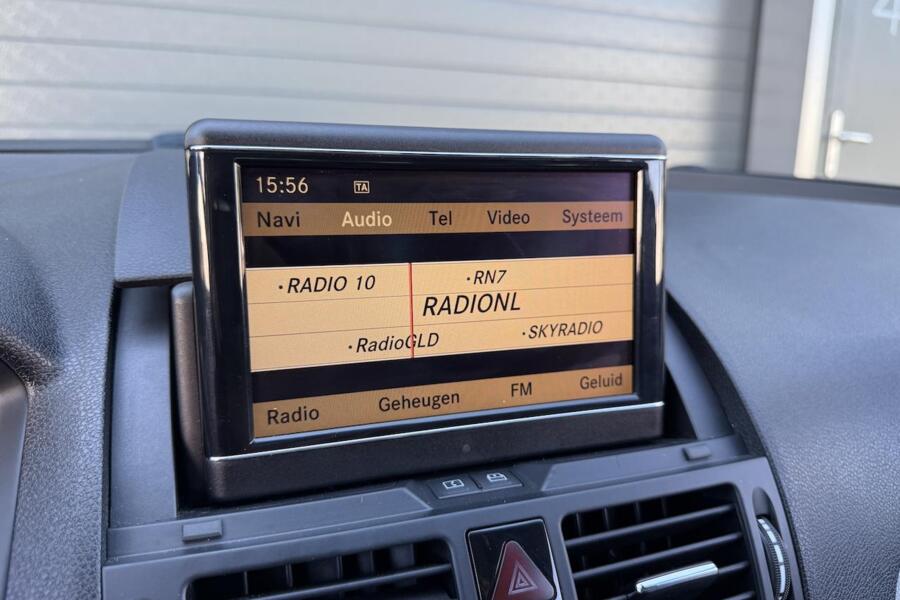 15:56 TA
Navi Audio Tel Video Systeem
·RADIO 10 ·RN7
RADIONL
·RadioGLD ·SKYRADIO
Radio Geheugen FM Geluid